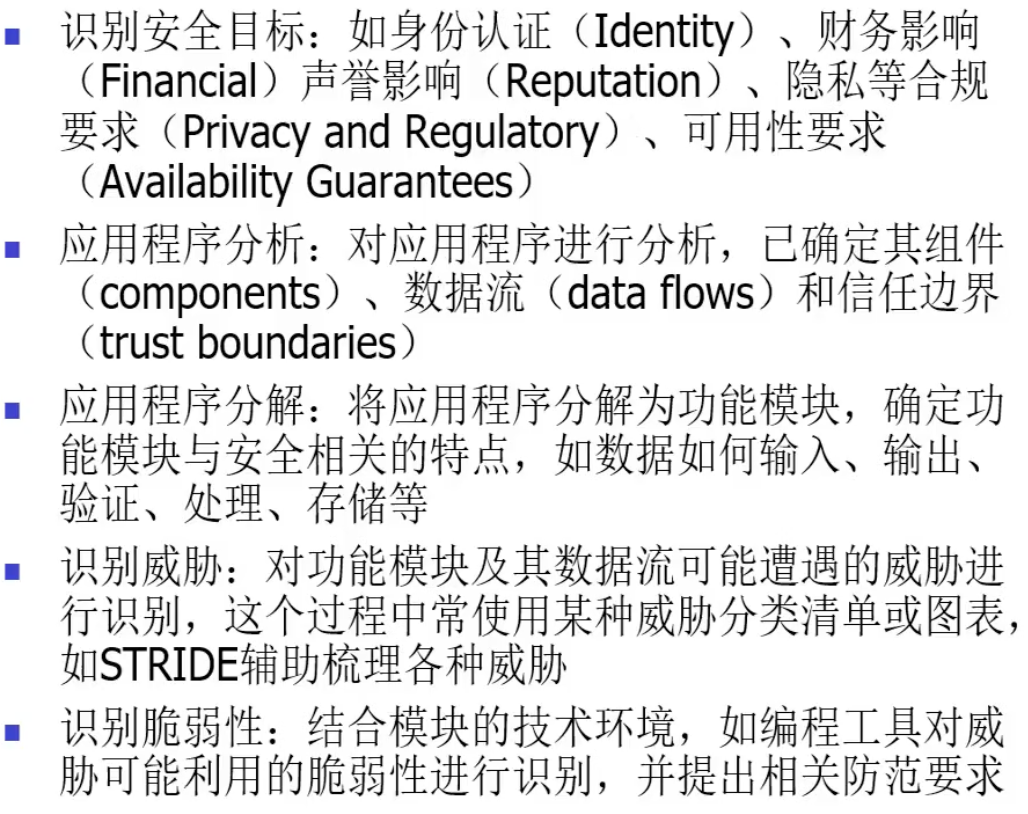 识别安全目标：如身份认证（Identity）、财务影响
（Financial）声誉影响（Reputation）、隐私等合规
要求（Privacy and Regulatory）、可用性要求
（Availability Guarantees）
应用程序分析：对应用程序进行分析，已确定其组件
（components）、数据流（data flows）和信任边界
（trust boundaries）
应用程序分解：将应用程序分解为功能模块，确定功
能模块与安全相关的特点，如数据如何输入、输出、
验证、处理、存储等
识别威胁：对功能模块及其数据流可能遭遇的威胁进
行识别，这个过程中常使用某种威胁分类清单或图表，
如STRIDE辅助梳理各种威胁
识别脆弱性：结合模块的技术环境，如编程工具对威
胁可能利用的脆弱性进行识别，并提出相关防范要求